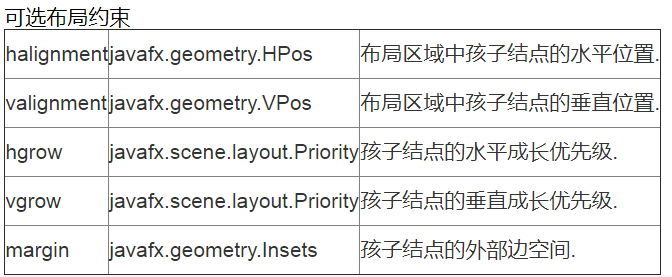 可选布局约束
halignment javafx.geometry.HPos 布局区域中孩子结点的水平位置.
valignment javafx.geometry.VPos 布局区域中孩子结点的垂直位置.
hgrow javafx.scene.layout.Priority 孩子结点的水平成长优先级.
vgrow javafx.scene.layout.Priority 孩子结点的垂直成长优先级.
margin javafx.geometry.Insets 孩子结点的外部边空间.